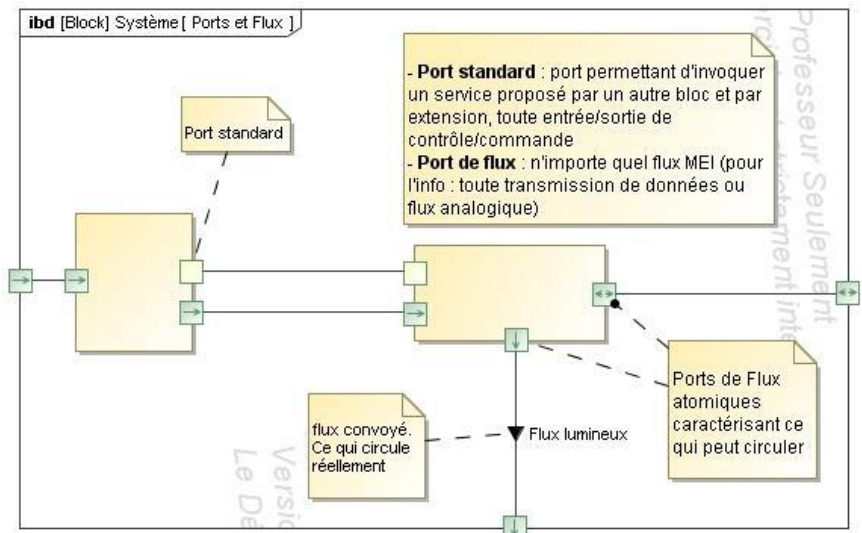 ibd [Block] Système [ Ports et Flux ]
- Port standard : port permettant d'invoquer
un service proposé par un autre bloc et par
extension, toute entrée/sortie de
contrôle/commande
- Port de flux : n'importe quel flux MEI (pour
l'info : toute transmission de données ou
flux analogique)
Port standard
Ports de Flux
atomiques
caractérisant ce
qui peut circuler
flux convoyé.
Ce qui circule
réellement
Flux lumineux
Professeur Seulement